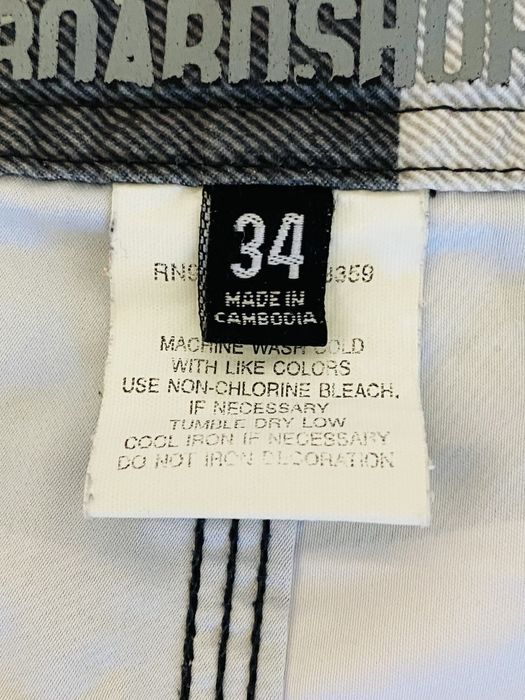 BOARDSHOR
34
MADE IN
CAMBODIA
MACHINE WASH COLD
WITH LIKE COLORS
USE NON-CHLORINE BLEACH,
IF NECESSARY
TUMBLE DRY LOW
COOL IRON IF NECESSARY
DO NOT IRON DECORATION